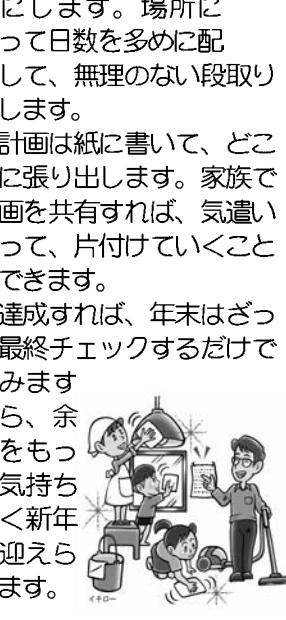 にします。場所に
って日数を多めに配
して、無理のない段取り
します。
計画は紙に書いて、どこ
に張り出します。家族で
画を共有すれば、気遣い
って、片付けていくこと
できます。
達成すれば、年末はざっ
最終チェックするだけで
みます
ら、余
をもっ
気持ち
く新年
迎えら
ます。
イチロー